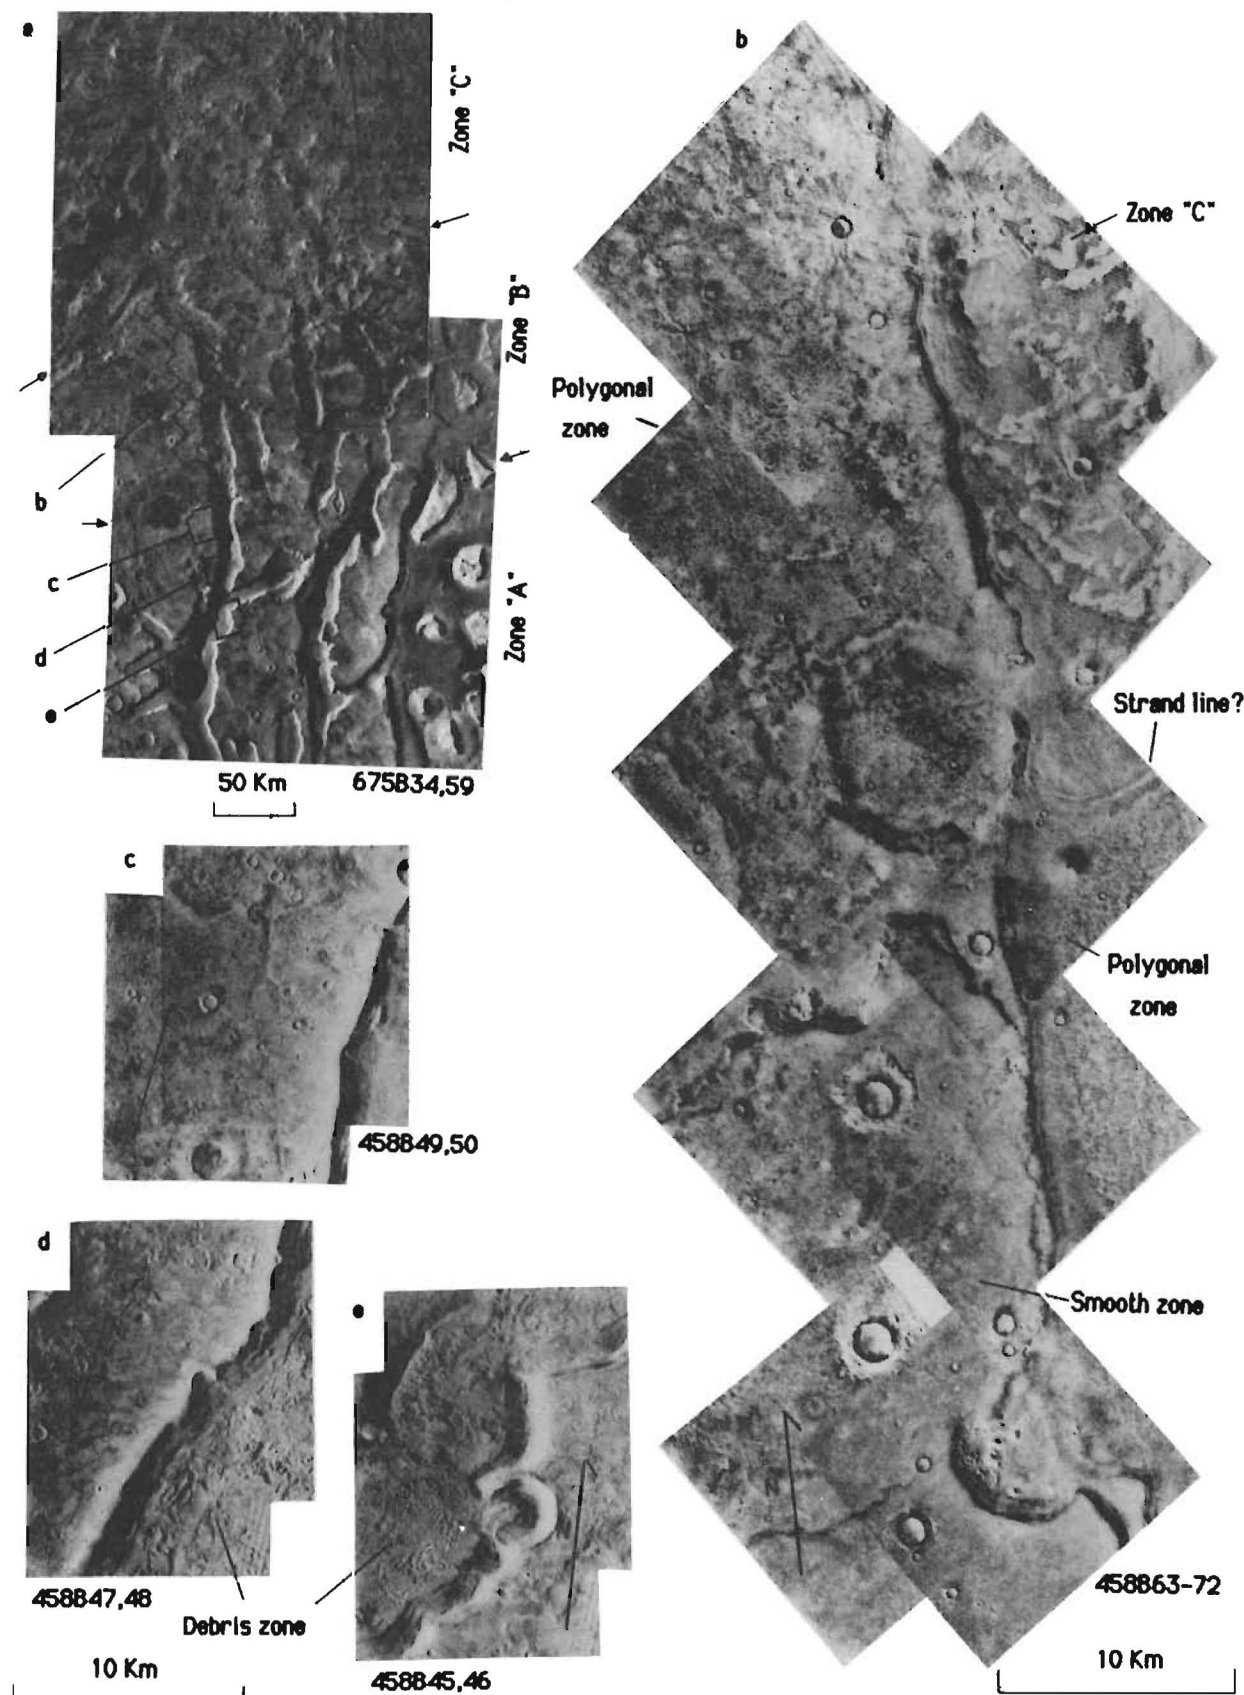 a
Zone "C"
Zone "B"
Zone "A"
b
c
d
e
50 Km
675B34,59
b
Zone "C"
Polygonal
zone
Strand line?
Polygonal
zone
Smooth zone
458B63-72
10 Km
c
458B49,50
d
458B47,48
e
458B45,46
Debris zone
10 Km